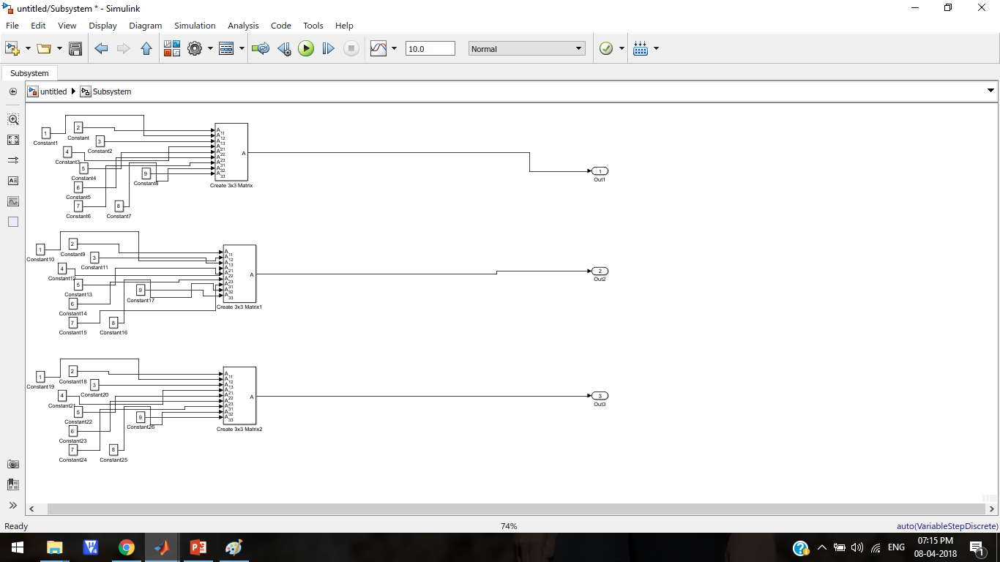 untitled/Subsystem * - Simulink
File Edit View Display Diagram Simulation Analysis Code Tools Help
10.0 Normal
Subsystem
untitled Subsystem
1 Constant1
2 Constant
3 Constant2
4 Constant3
5 Constant4
6 Constant5
7 Constant6
8 Constant7
9 Constant8
A11
A12
A13
A21
A22
A23
A31
A32
A33
A
Create 3x3 Matrix
1
Out1
1 Constant10
2 Constant9
3 Constant11
4 Constant12
5 Constant13
6 Constant14
7 Constant15
8 Constant16
9 Constant17
A11
A12
A13
A21
A22
A23
A31
A32
A33
A
Create 3x3 Matrix1
2
Out2
1 Constant19
2 Constant18
3 Constant20
4 Constant21
5 Constant22
6 Constant23
7 Constant24
8 Constant25
9 Constant26
A11
A12
A13
A21
A22
A23
A31
A32
A33
A
Create 3x3 Matrix2
3
Out3
Ready 74% auto(VariableStepDiscrete)
ENG 07:15 PM
08-04-2018 1